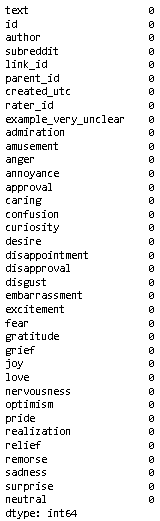 text 0
id 0
author 0
subreddit 0
link_id 0
parent_id 0
created_utc 0
rater_id 0
example_very_unclear 0
admiration 0
amusement 0
anger 0
annoyance 0
approval 0
caring 0
confusion 0
curiosity 0
desire 0
disappointment 0
disapproval 0
disgust 0
embarrassment 0
excitement 0
fear 0
gratitude 0
grief 0
joy 0
love 0
nervousness 0
optimism 0
pride 0
realization 0
relief 0
remorse 0
sadness 0
surprise 0
neutral 0
dtype: int64